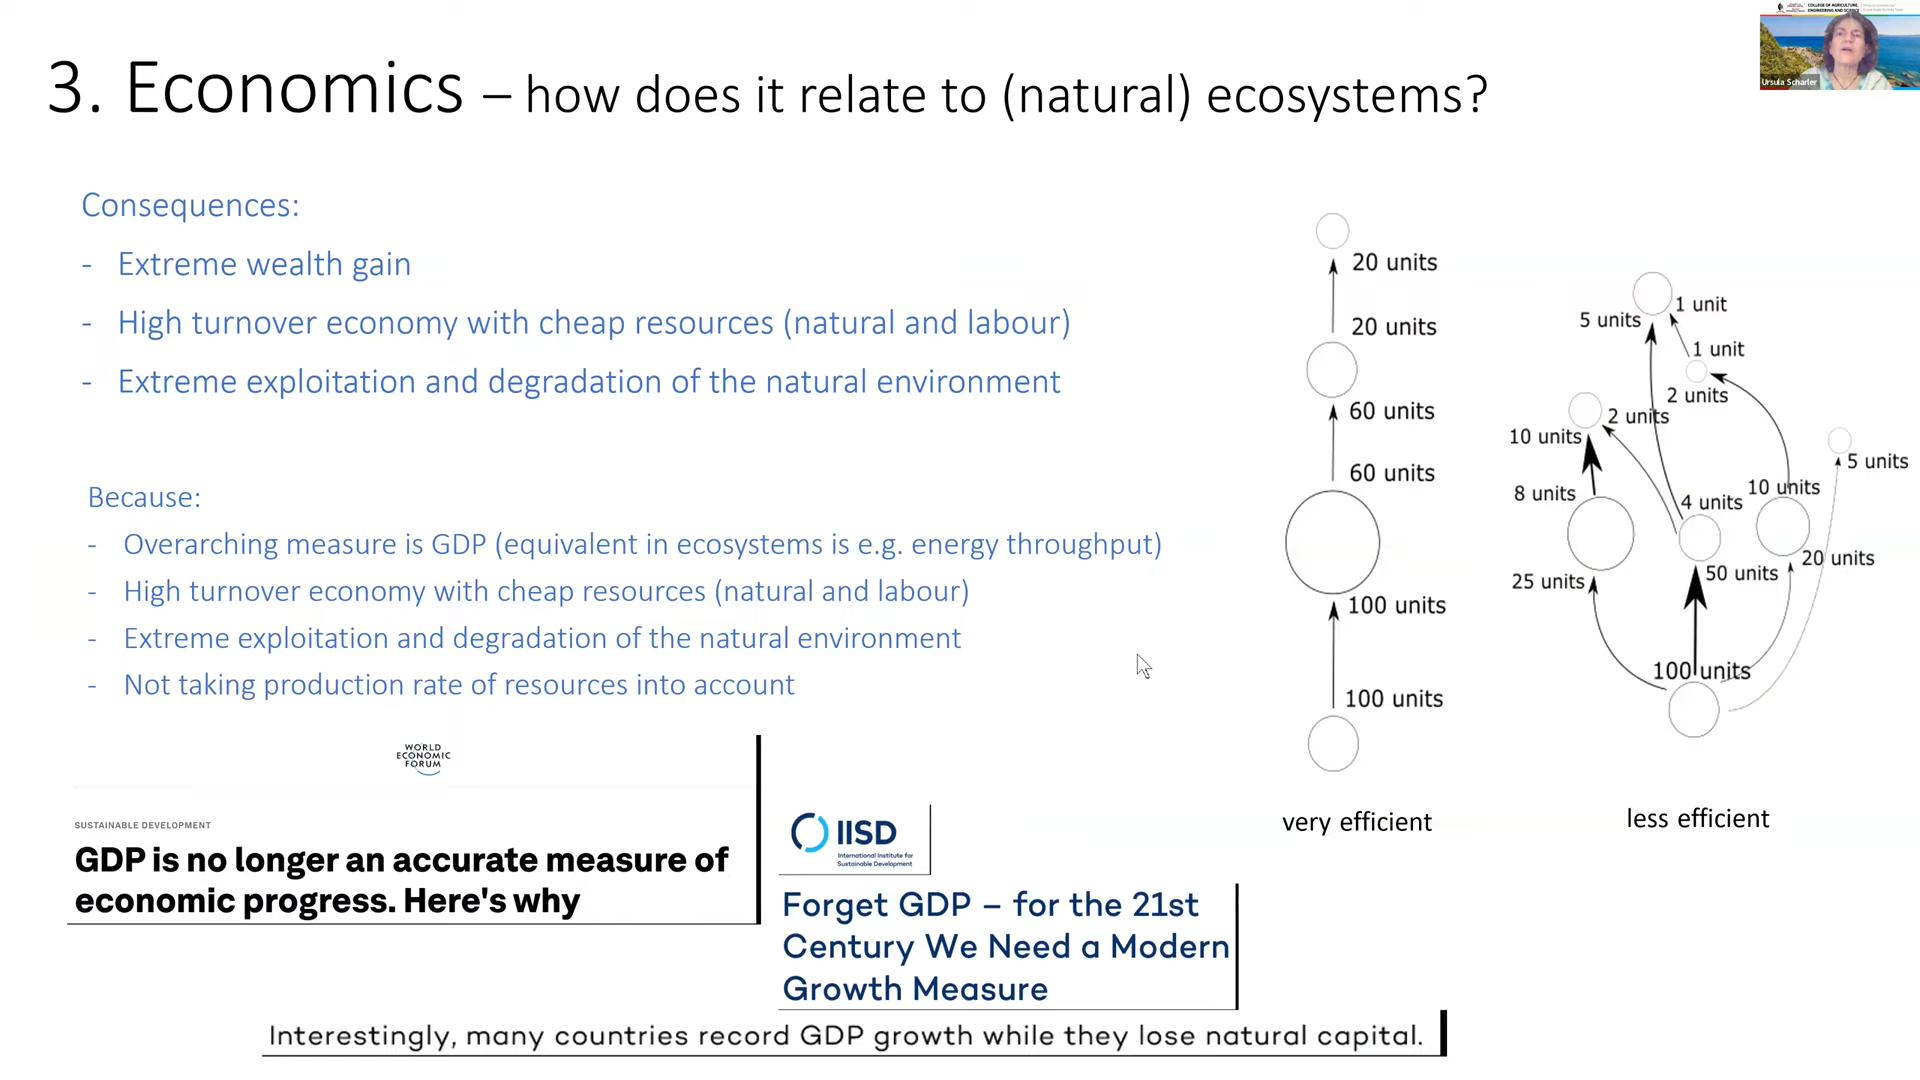 COLLEGE OF AGRICULTURE,
ENGINEERING AND SCIENCE
Ursula Scharler
3. Economics – how does it relate to (natural) ecosystems?
Consequences:
- Extreme wealth gain
- High turnover economy with cheap resources (natural and labour)
- Extreme exploitation and degradation of the natural environment
Because:
- Overarching measure is GDP (equivalent in ecosystems is e.g. energy throughput)
- High turnover economy with cheap resources (natural and labour)
- Extreme exploitation and degradation of the natural environment
- Not taking production rate of resources into account
20 units
20 units
60 units
60 units
100 units
100 units
very efficient
1 unit
5 units
1 unit
2 units
2 units
10 units
5 units
8 units
4 units
10 units
20 units
50 units
25 units
100 units
less efficient
WORLD
ECONOMIC
FORUM
SUSTAINABLE DEVELOPMENT
GDP is no longer an accurate measure of
economic progress. Here's why
IISD
International Institute for
Sustainable Development
Forget GDP – for the 21st
Century We Need a Modern
Growth Measure
Interestingly, many countries record GDP growth while they lose natural capital.